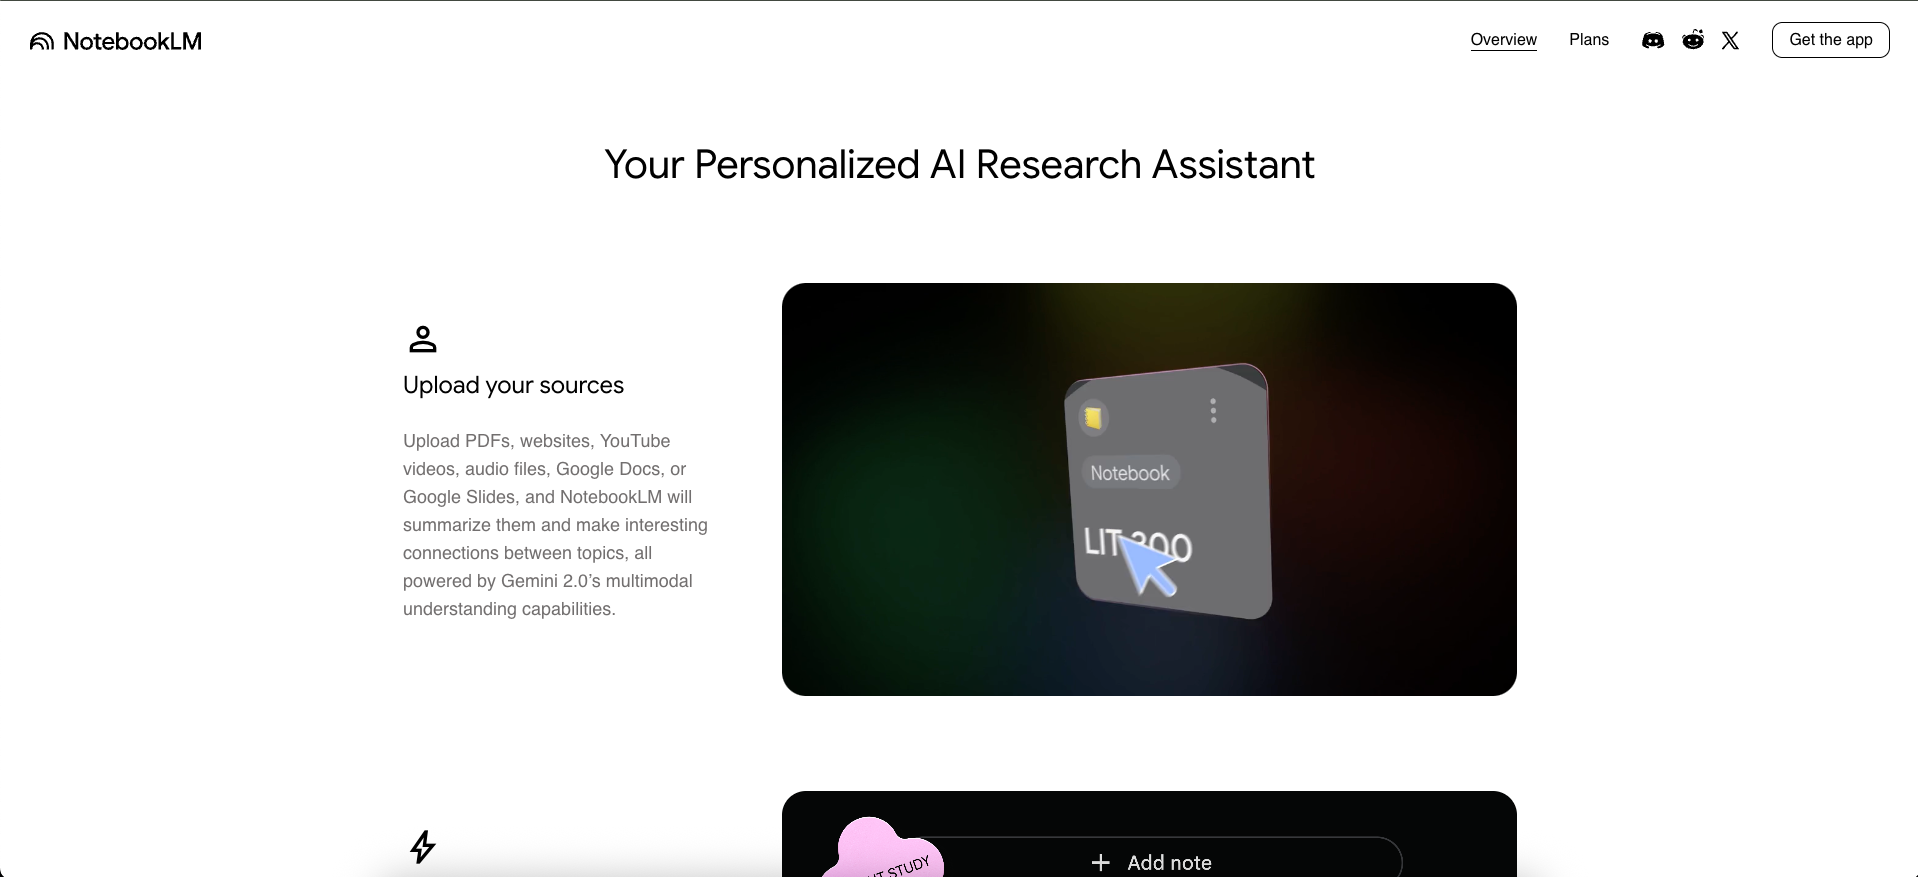 NotebookLM
Overview
Plans
Get the app
Your Personalized AI Research Assistant
Upload your sources
Upload PDFs, websites, YouTube
videos, audio files, Google Docs, or
Google Slides, and NotebookLM will
summarize them and make interesting
connections between topics, all
powered by Gemini 2.0’s multimodal
understanding capabilities.
Notebook
LIT 300
STUDY
Add note